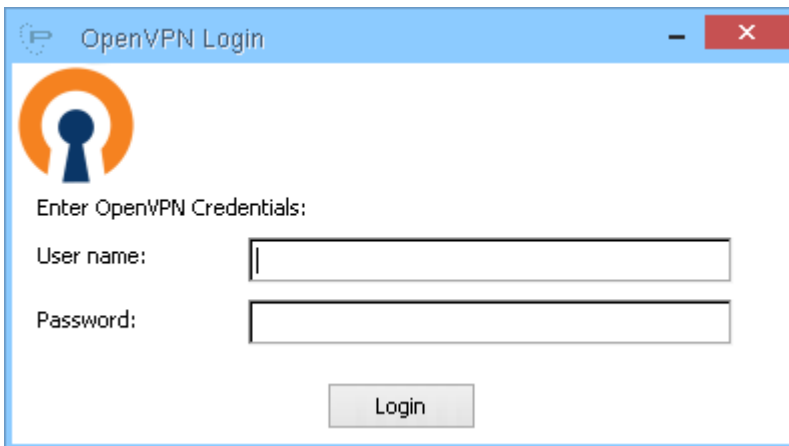 OpenVPN Login
Enter OpenVPN Credentials:
User name:
Password:
Login